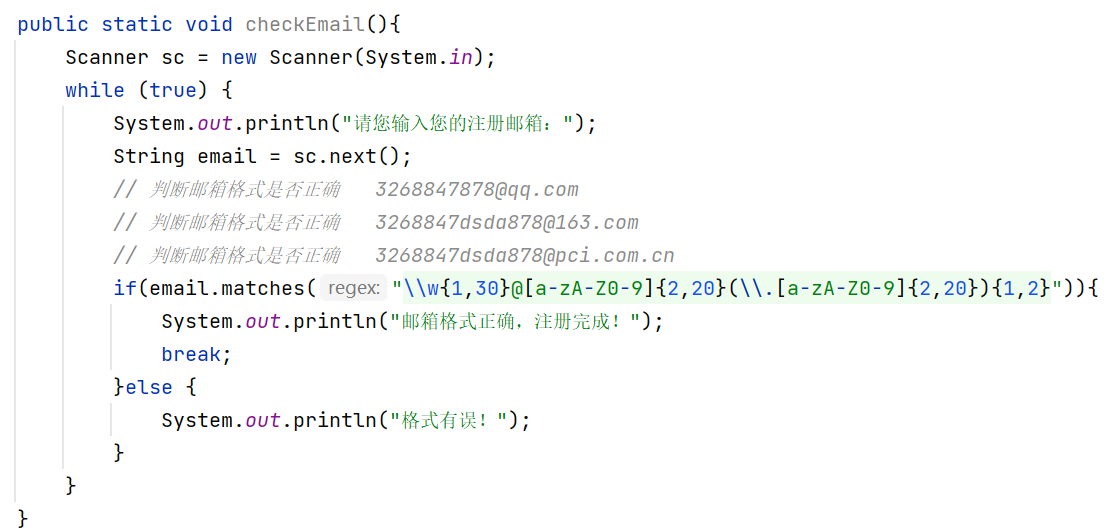 public static void checkEmail(){
    Scanner sc = new Scanner(System.in);
    while (true) {
        System.out.println("请您输入您的注册邮箱：");
        String email = sc.next();
        // 判断邮箱格式是否正确   3268847878@qq.com
        // 判断邮箱格式是否正确   3268847dsda878@163.com
        // 判断邮箱格式是否正确   3268847dsda878@pci.com.cn
        if(email.matches( regex: "\\w{1,30}@[a-zA-Z0-9]{2,20}(\\.[a-zA-Z0-9]{2,20}){1,2}")){
            System.out.println("邮箱格式正确，注册完成！");
            break;
        }else {
            System.out.println("格式有误！");
        }
    }
}